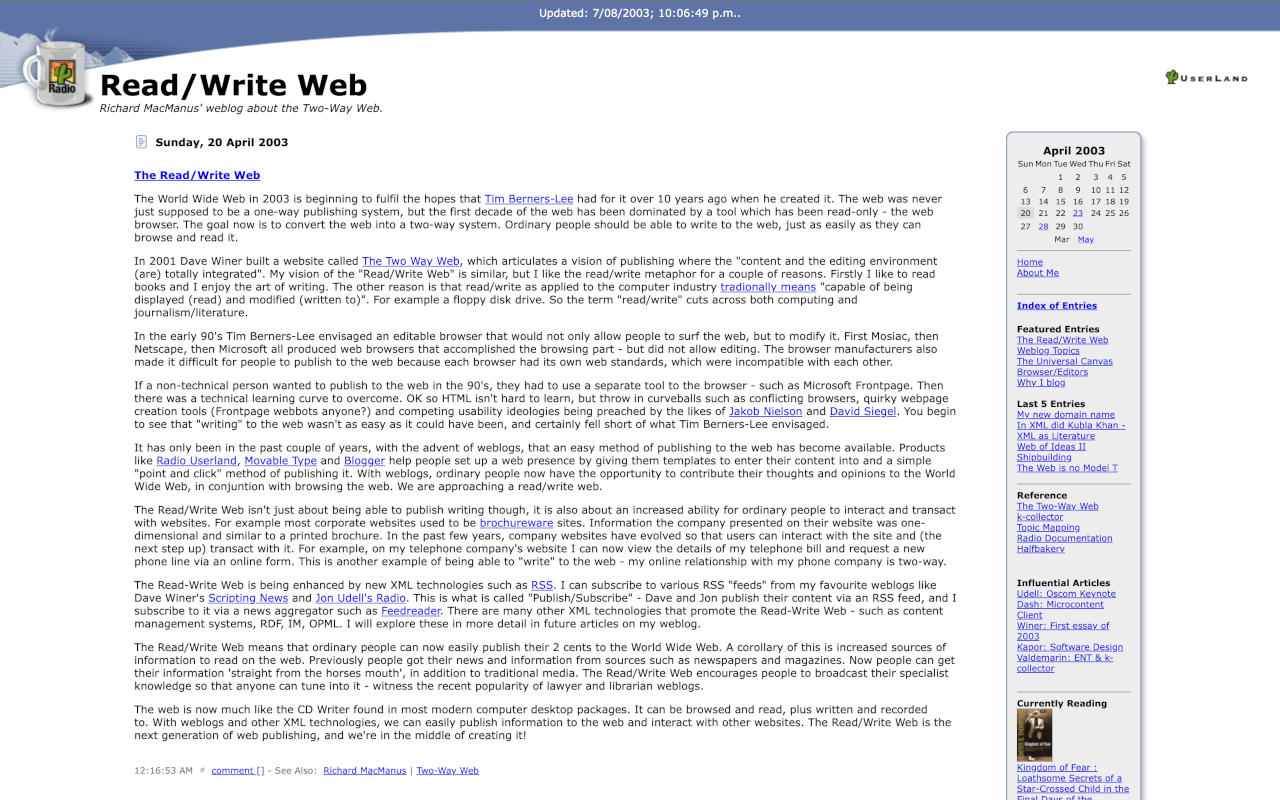 Updated: 7/08/2003; 10:06:49 p.m..
Radio
Read/Write Web
Richard MacManus' weblog about the Two-Way Web.
USERLAND
Sunday, 20 April 2003
The Read/Write Web
The World Wide Web in 2003 is beginning to fulfil the hopes that Tim Berners-Lee had for it over 10 years ago when he created it. The web was never
just supposed to be a one-way publishing system, but the first decade of the web has been dominated by a tool which has been read-only - the web
browser. The goal now is to convert the web into a two-way system. Ordinary people should be able to write to the web, just as easily as they can
browse and read it.
In 2001 Dave Winer built a website called The Two Way Web, which articulates a vision of publishing where the "content and the editing environment
(are) totally integrated". My vision of the "Read/Write Web" is similar, but I like the read/write metaphor for a couple of reasons. Firstly I like to read
books and I enjoy the art of writing. The other reason is that read/write as applied to the computer industry tradionally means "capable of being
displayed (read) and modified (written to)". For example a floppy disk drive. So the term "read/write" cuts across both computing and
journalism/literature.
In the early 90's Tim Berners-Lee envisaged an editable browser that would not only allow people to surf the web, but to modify it. First Mosiac, then
Netscape, then Microsoft all produced web browsers that accomplished the browsing part - but did not allow editing. The browser manufacturers also
made it difficult for people to publish to the web because each browser had its own web standards, which were incompatible with each other.
If a non-technical person wanted to publish to the web in the 90's, they had to use a separate tool to the browser - such as Microsoft Frontpage. Then
there was a technical learning curve to overcome. OK so HTML isn't hard to learn, but throw in curveballs such as conflicting browsers, quirky webpage
creation tools (Frontpage webbots anyone?) and competing usability ideologies being preached by the likes of Jakob Nielson and David Siegel. You begin
to see that "writing" to the web wasn't as easy as it could have been, and certainly fell short of what Tim Berners-Lee envisaged.
It has only been in the past couple of years, with the advent of weblogs, that an easy method of publishing to the web has become available. Products
like Radio Userland, Movable Type and Blogger help people set up a web presence by giving them templates to enter their content into and a simple
"point and click" method of publishing it. With weblogs, ordinary people now have the opportunity to contribute their thoughts and opinions to the World
Wide Web, in conjuntion with browsing the web. We are approaching a read/write web.
The Read/Write Web isn't just about being able to publish writing though, it is also about an increased ability for ordinary people to interact and transact
with websites. For example most corporate websites used to be brochureware sites. Information the company presented on their website was one-
dimensional and similar to a printed brochure. In the past few years, company websites have evolved so that users can interact with the site and (the
next step up) transact with it. For example, on my telephone company's website I can now view the details of my telephone bill and request a new
phone line via an online form. This is another example of being able to "write" to the web - my online relationship with my phone company is two-way.
The Read-Write Web is being enhanced by new XML technologies such as RSS. I can subscribe to various RSS "feeds" from my favourite weblogs like
Dave Winer's Scripting News and Jon Udell's Radio. This is what is called "Publish/Subscribe" - Dave and Jon publish their content via an RSS feed, and I
subscribe to it via a news aggregator such as Feedreader. There are many other XML technologies that promote the Read-Write Web - such as content
management systems, RDF, IM, OPML. I will explore these in more detail in future articles on my weblog.
The Read/Write Web means that ordinary people can now easily publish their 2 cents to the World Wide Web. A corollary of this is increased sources of
information to read on the web. Previously people got their news and information from sources such as newspapers and magazines. Now people can get
their information 'straight from the horses mouth', in addition to traditional media. The Read/Write Web encourages people to broadcast their specialist
knowledge so that anyone can tune into it - witness the recent popularity of lawyer and librarian weblogs.
The web is now much like the CD Writer found in most modern computer desktop packages. It can be browsed and read, plus written and recorded
to. With weblogs and other XML technologies, we can easily publish information to the web and interact with other websites. The Read/Write Web is the
next generation of web publishing, and we're in the middle of creating it!
12:16:53 AM # comment [] - See Also: Richard MacManus | Two-Way Web
April 2003
Sun Mon Tue Wed Thu Fri Sat
1 2 3 4 5
6 7 8 9 10 11 12
13 14 15 16 17 18 19
20 21 22 23 24 25 26
27 28 29 30
Mar May
Home
About Me
Index of Entries
Featured Entries
The Read/Write Web
Weblog Topics
The Universal Canvas
Browser/Editors
Why I blog
Last 5 Entries
My new domain name
In XML did Kubla Khan -
XML as Literature
Web of Ideas II
Shipbuilding
The Web is no Model T
Reference
The Two-Way Web
k-collector
Topic Mapping
Radio Documentation
Halfbakery
Influential Articles
Udell: Oscom Keynote
Dash: Microcontent
Client
Winer: First essay of
2003
Kapor: Software Design
Valdemarin: ENT & k-
collector
Currently Reading
Kingdom of Fear
Kingdom of Fear :
Loathsome Secrets of a
Star-Crossed Child in the
Final Days of the